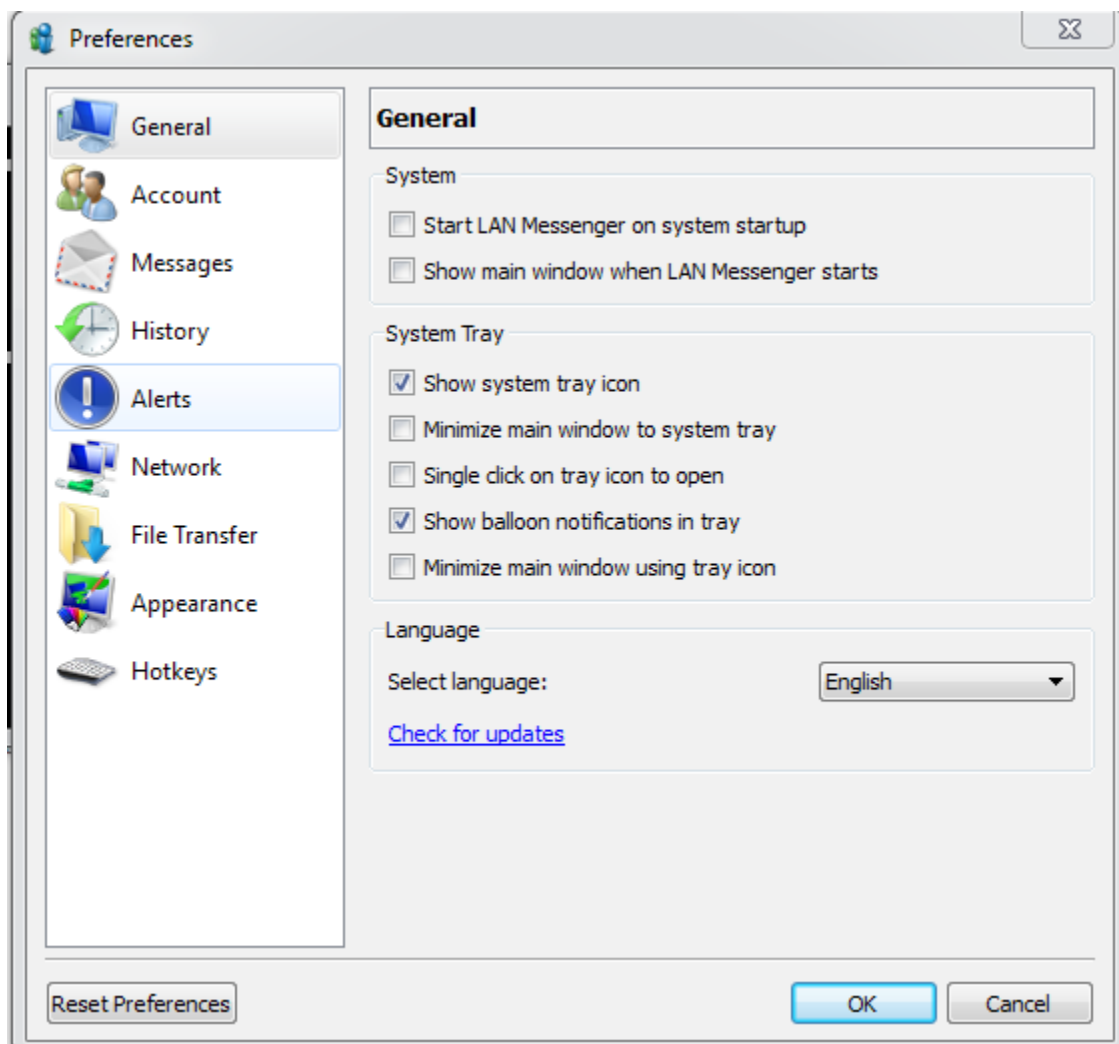 Preferences
General
Account
Messages
History
Alerts
Network
File Transfer
Appearance
Hotkeys
General
System
Start LAN Messenger on system startup
Show main window when LAN Messenger starts
System Tray
Show system tray icon
Minimize main window to system tray
Single click on tray icon to open
Show balloon notifications in tray
Minimize main window using tray icon
Language
Select language: English
Check for updates
Reset Preferences OK Cancel